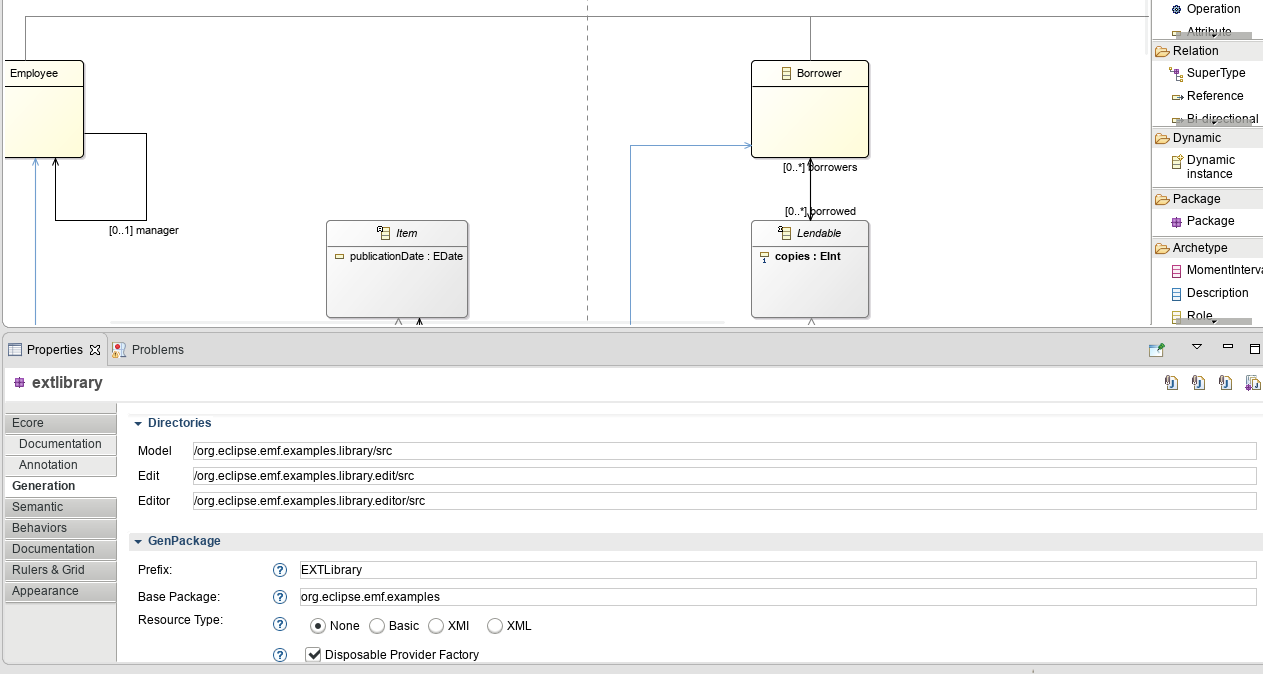 Employee
Borrower
[0..1] manager
[0..*] borrowers
[0..*] borrowed
Item
publicationDate : EDate
Lendable
copies : EInt
Operation
Attribute
Relation
SuperType
Reference
Bi-directional
Dynamic
Dynamic
instance
Package
Package
Archetype
MomentInterva
Description
Role
Properties
Problems
extlibrary
Ecore
Documentation
Annotation
Generation
Semantic
Behaviors
Documentation
Rulers & Grid
Appearance
Directories
Model /org.eclipse.emf.examples.library/src
Edit /org.eclipse.emf.examples.library.edit/src
Editor /org.eclipse.emf.examples.library.editor/src
GenPackage
Prefix: EXTLibrary
Base Package: org.eclipse.emf.examples
Resource Type: None Basic XMI XML
Disposable Provider Factory